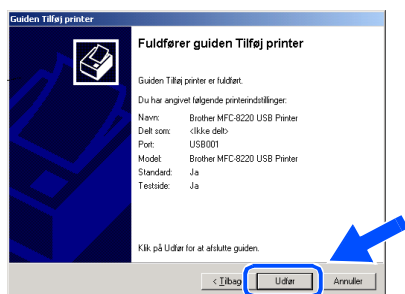 Guiden Tilføj printer
Fuldfører guiden Tilføj printer
Guiden Tilføj printer er fuldført.
Du har angivet følgende printerindstillinger:
Navn: Brother MFC-8220 USB Printer
Delt som: <Ikke delt>
Port: USB001
Model: Brother MFC-8220 USB Printer
Standard: Ja
Testside: Ja
Klik på Udfør for at afslutte guiden.
< Tilbag Udfør Annuller